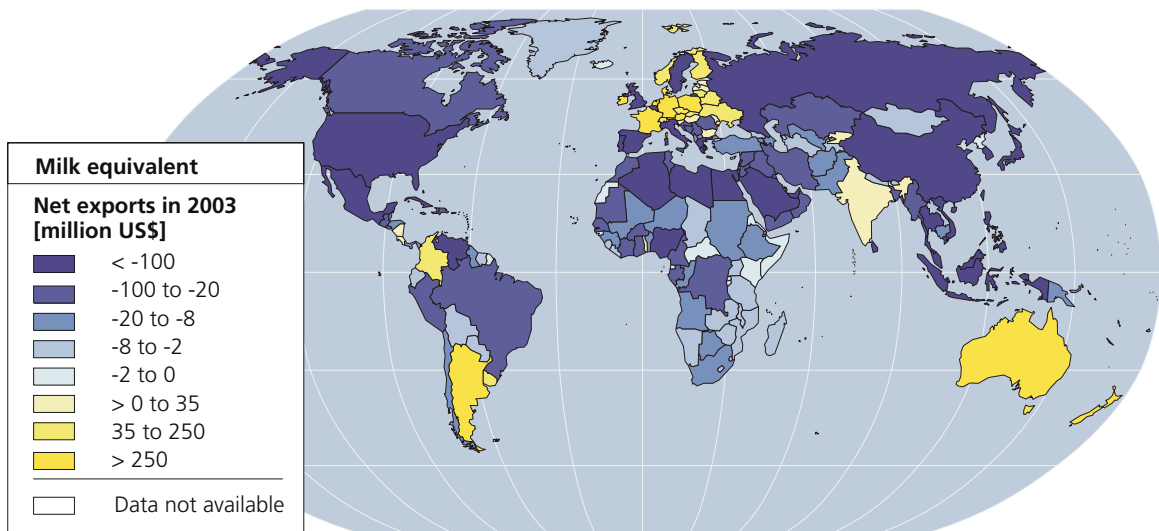 Milk equivalent
Net exports in 2003
[million US$]
< -100
-100 to -20
-20 to -8
-8 to -2
-2 to 0
> 0 to 35
35 to 250
> 250
Data not available